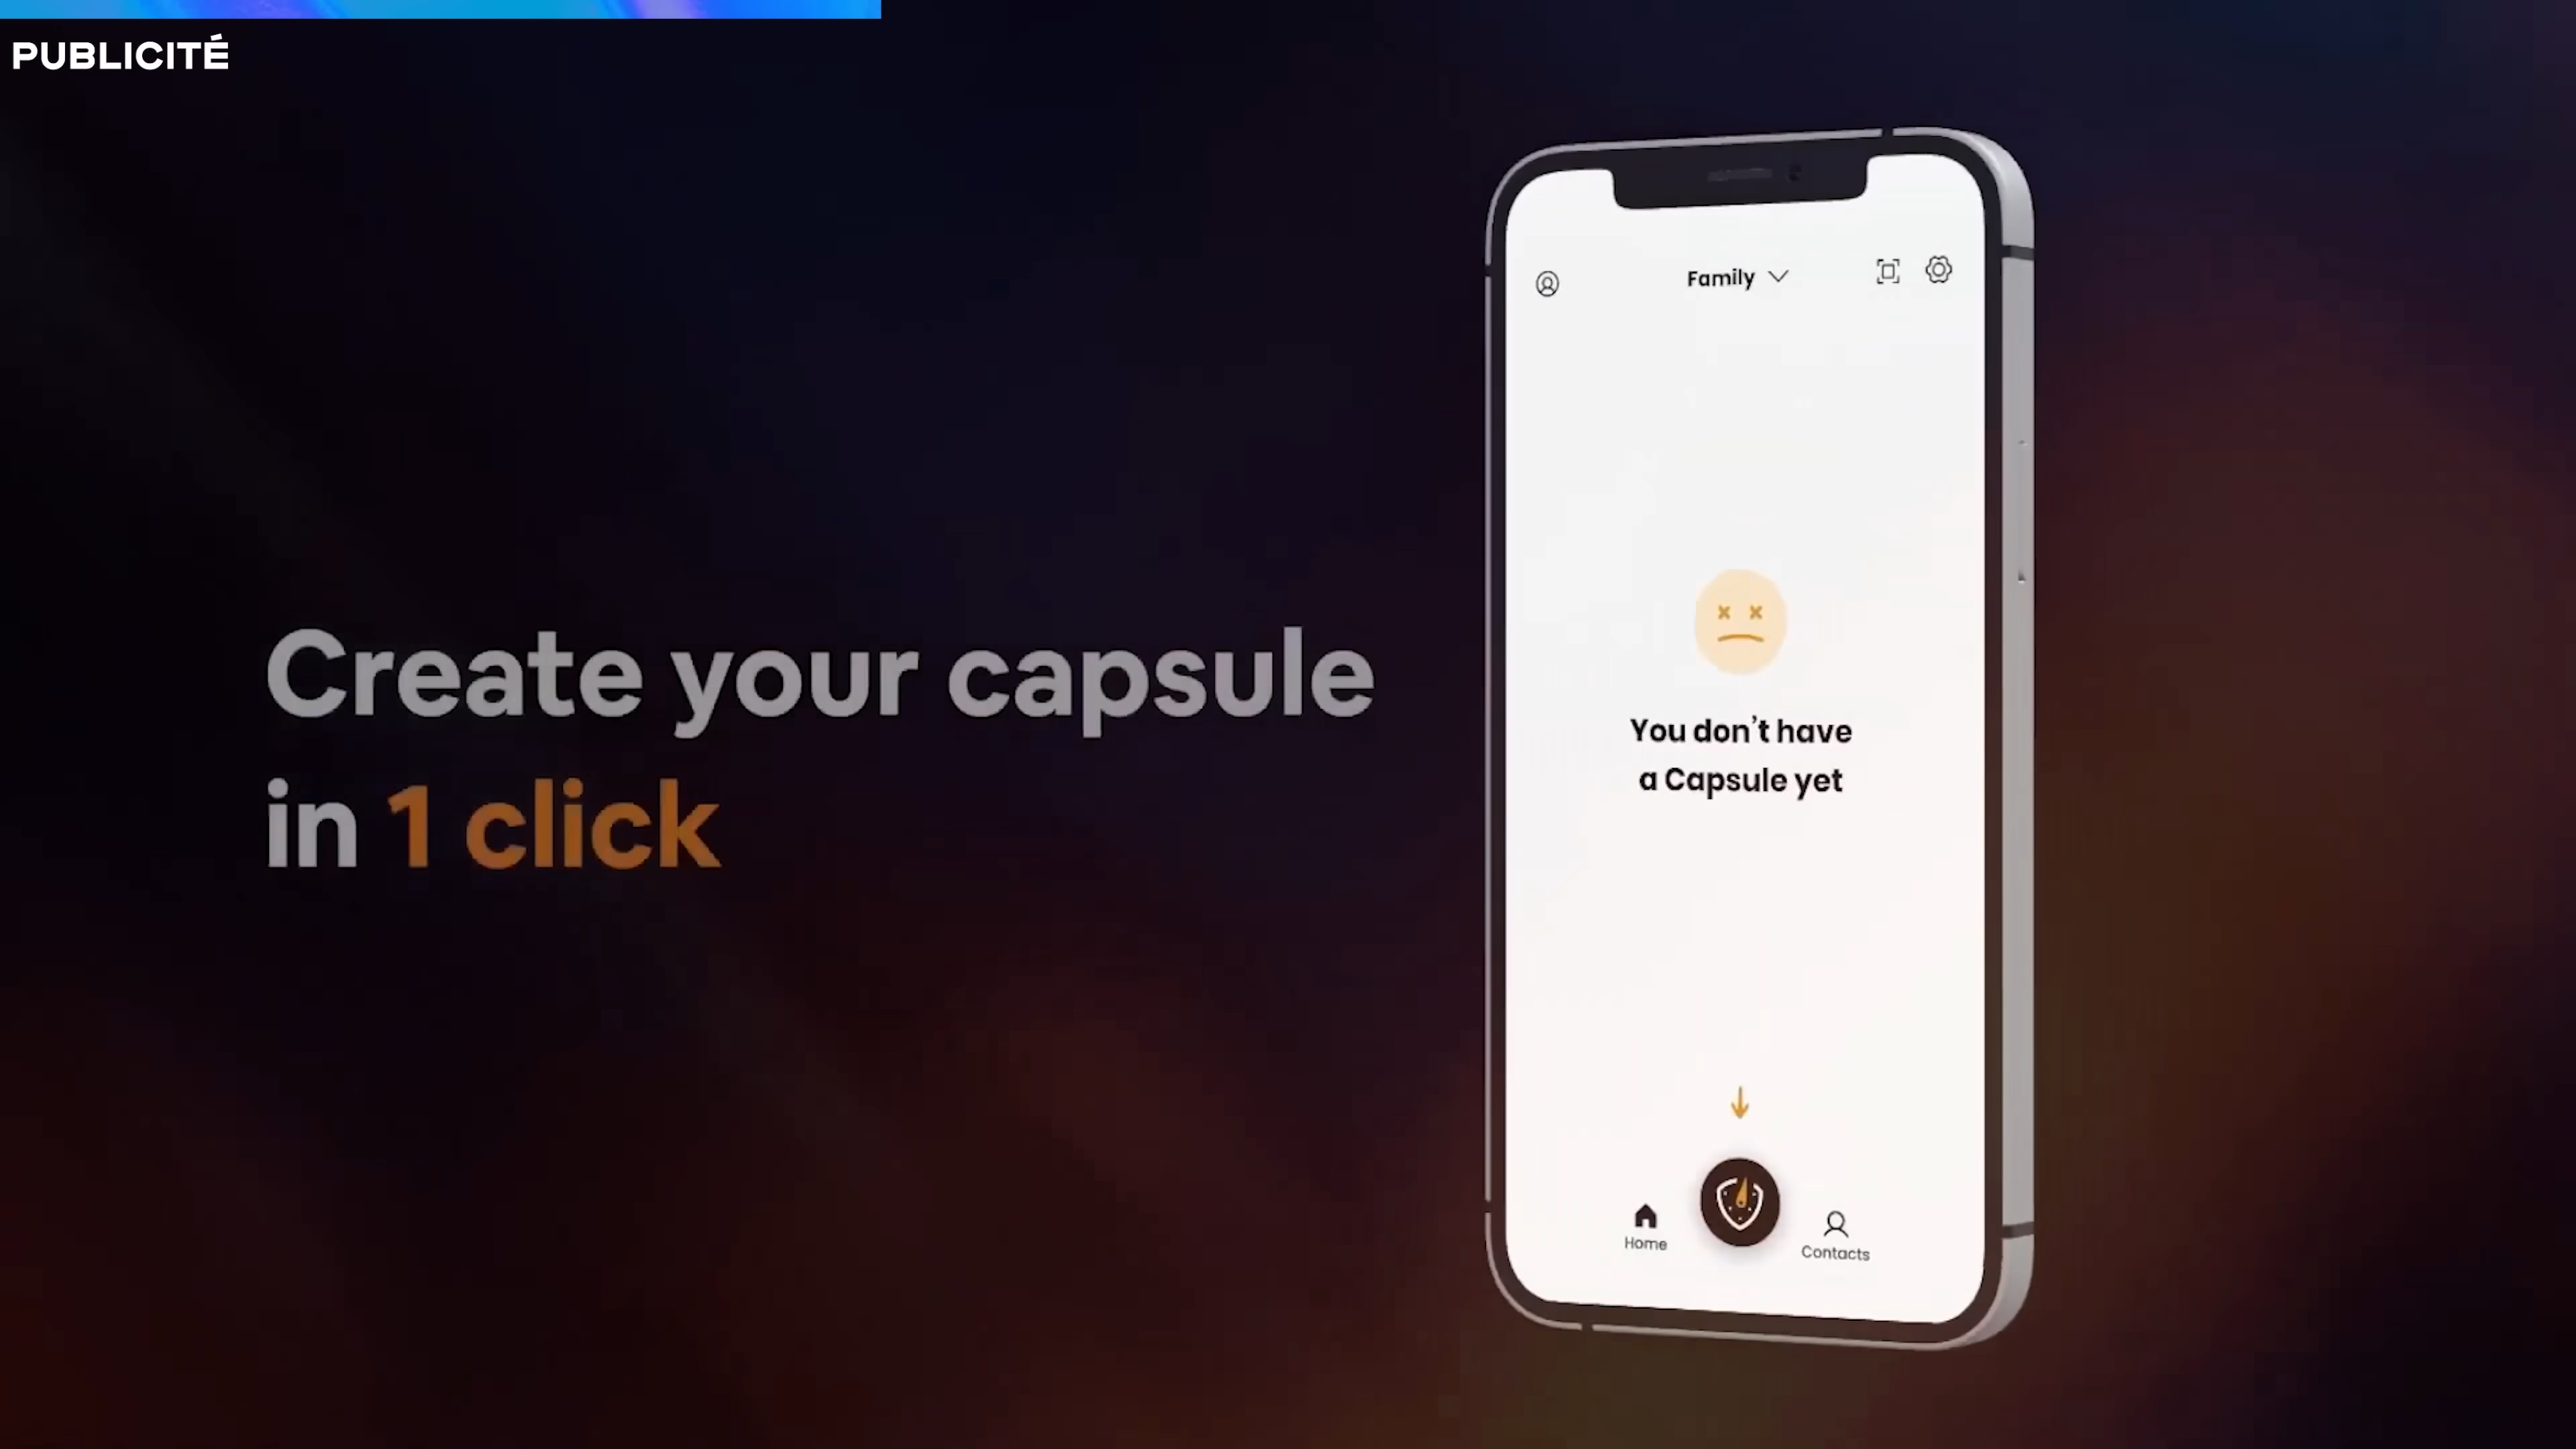 PUBLICITÉ
Create your capsule
in 1 click
Family
You don't have
a Capsule yet
Home
Contacts